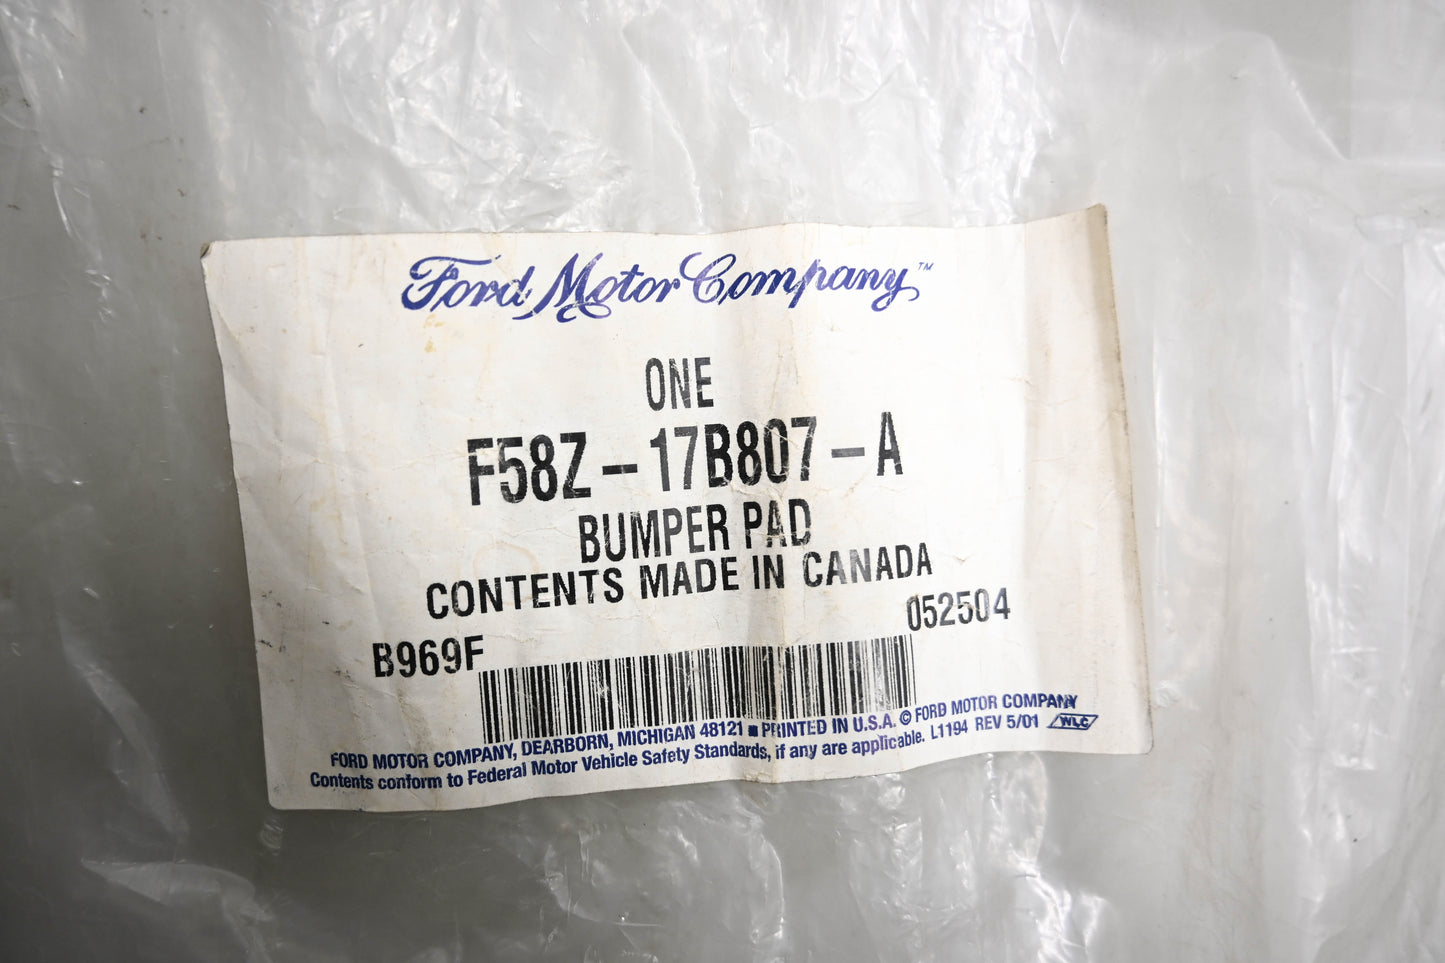 Ford Motor Company™
ONE
F58Z-17B807-A
BUMPER PAD
CONTENTS MADE IN CANADA
052504
B969F
FORD MOTOR COMPANY, DEARBORN, MICHIGAN 48121 ■ PRINTED IN U.S.A. © FORD MOTOR COMPANY
Contents conform to Federal Motor Vehicle Safety Standards, if any are applicable. L1194 REV 5/01 WLC